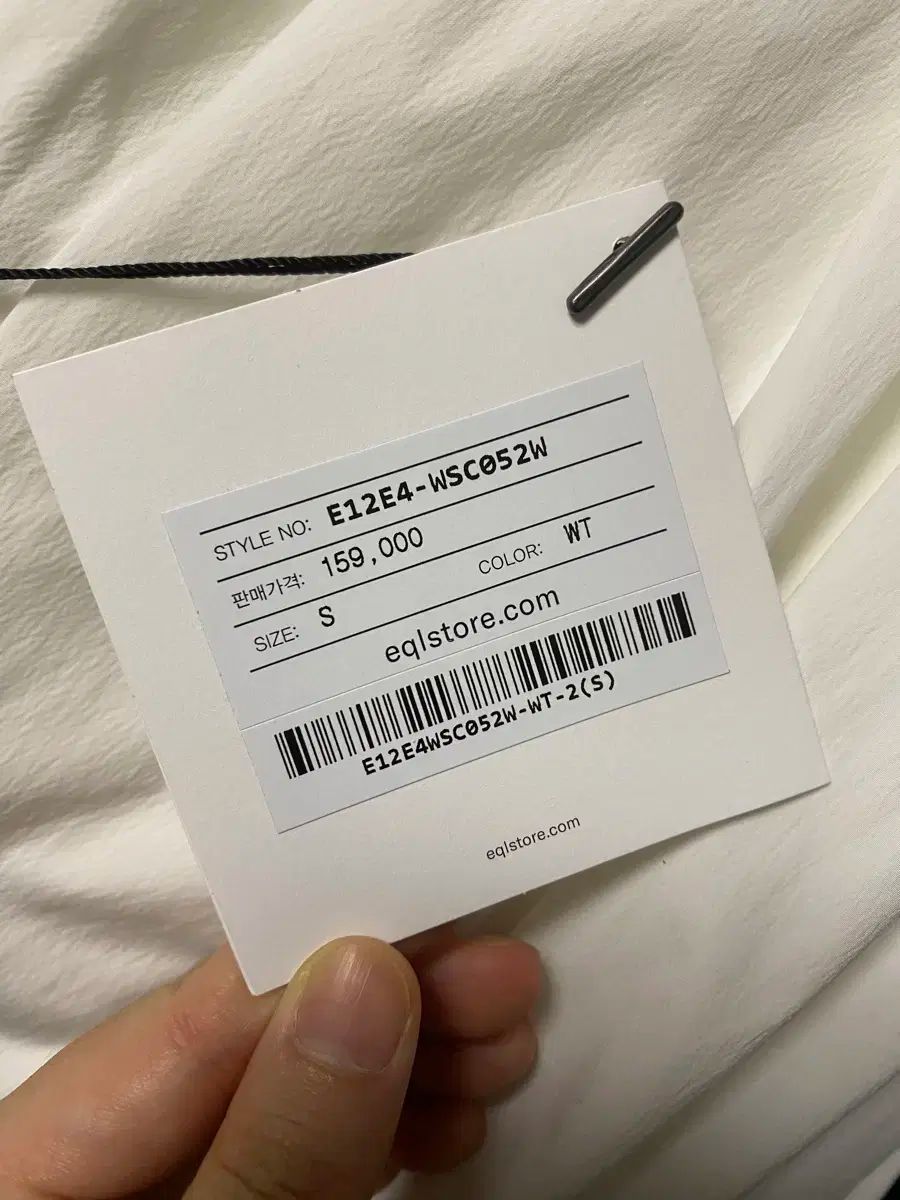 STYLE NO: E12E4-WSC052W
판매가격: 159,000
SIZE: S COLOR: WT
eqlstore.com
E12E4WSC052W-WT-2(S)
eqlstore.com